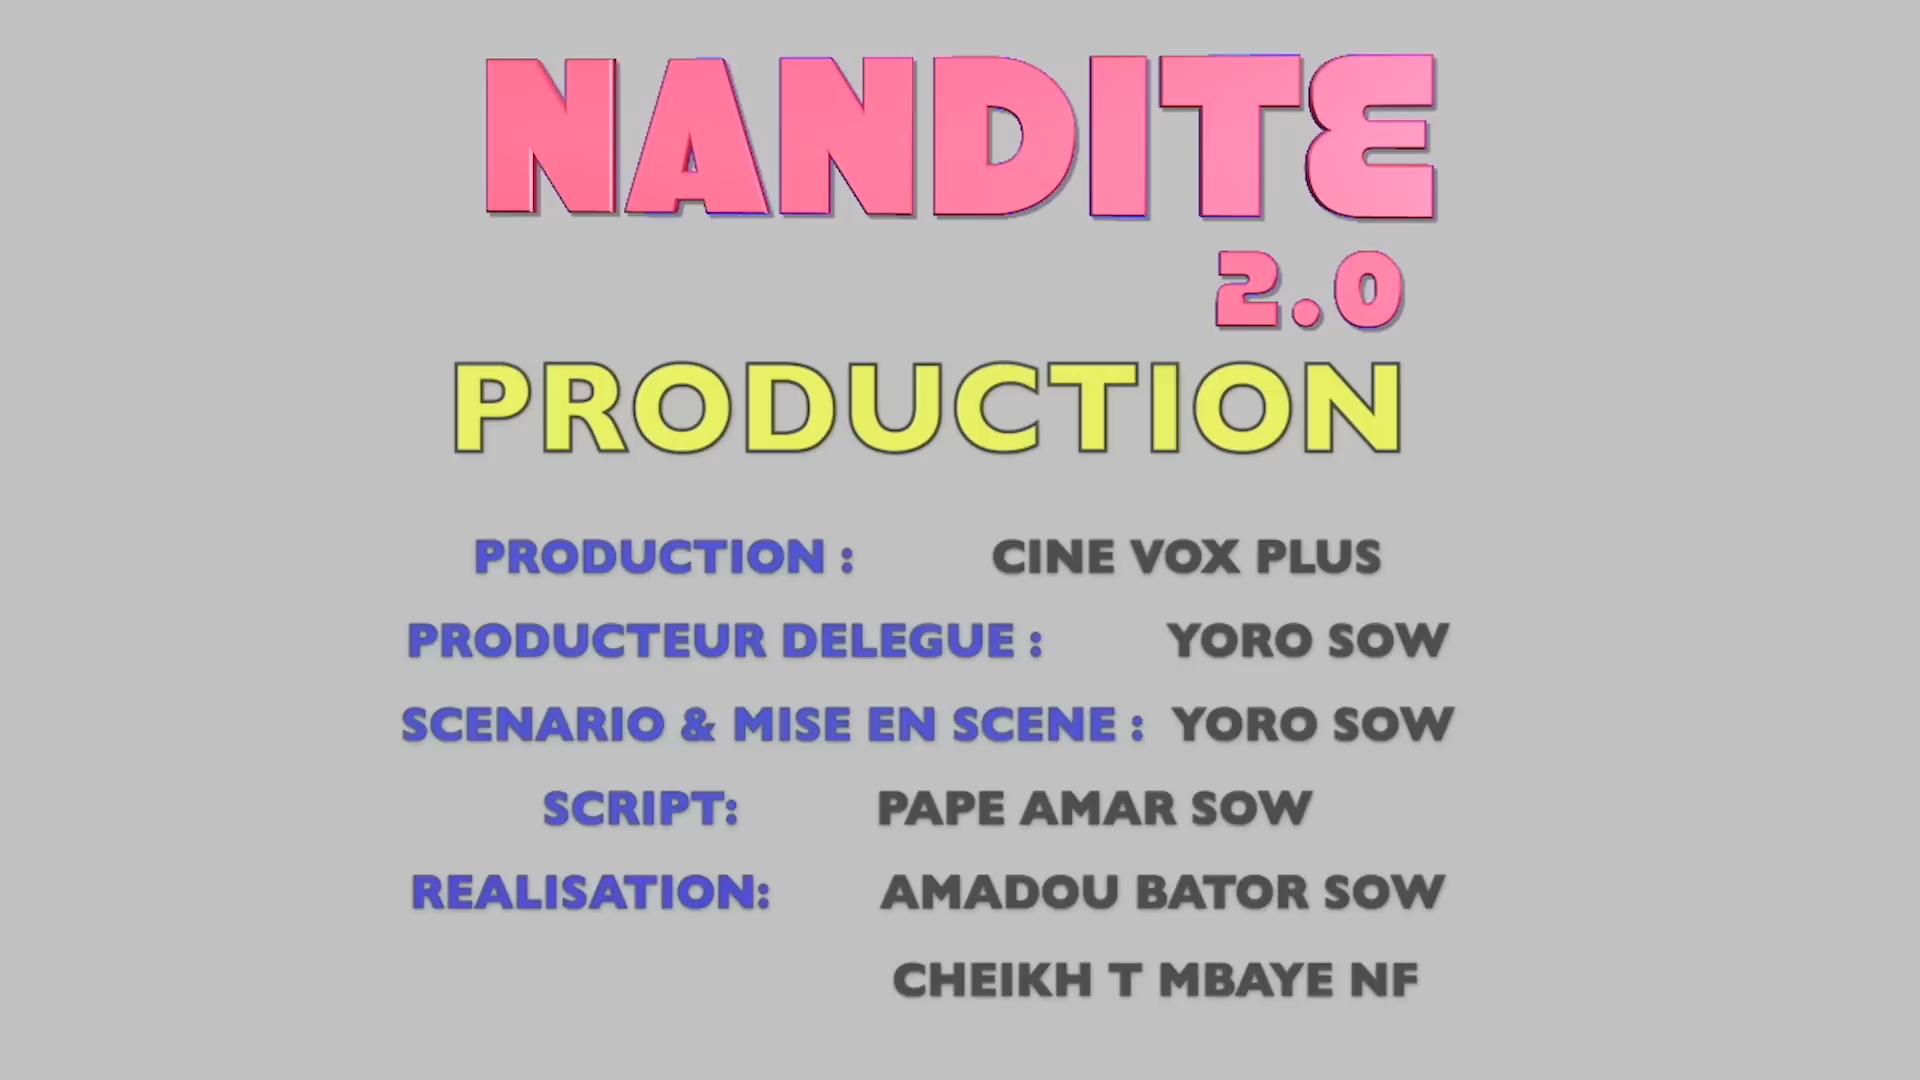 NANDITE
2.0
PRODUCTION
PRODUCTION : CINE VOX PLUS
PRODUCTEUR DELEGUE : YORO SOW
SCENARIO & MISE EN SCENE : YORO SOW
SCRIPT: PAPE AMAR SOW
REALISATION: AMADOU BATOR SOW
CHEIKH T MBAYE NF